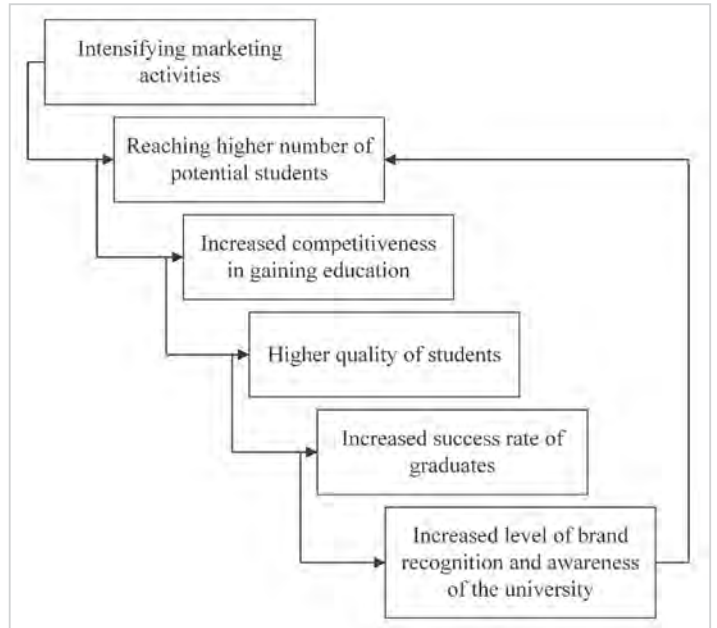 Intensifying marketing
activities
Reaching higher number of
potential students
Increased competitiveness
in gaining education
Higher quality of students
Increased success rate of
graduates
Increased level of brand
recognition and awareness
of the university